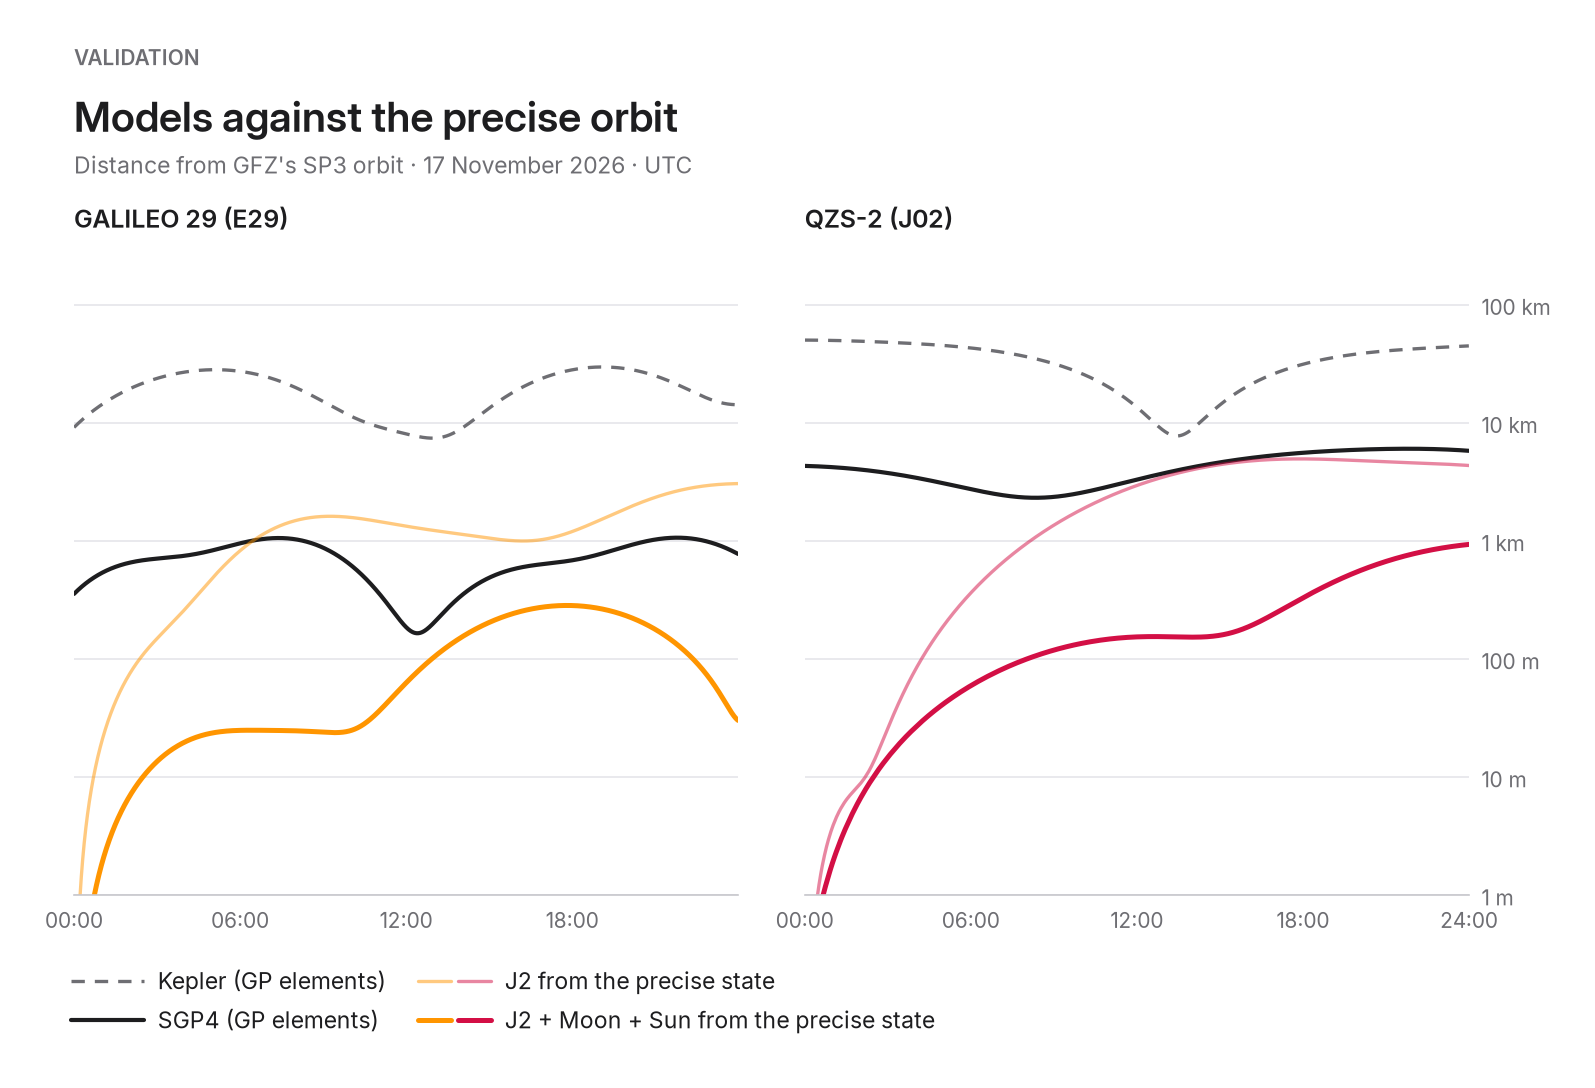 VALIDATION
Models against the precise orbit
Distance from GFZ's SP3 orbit · 17 November 2026 · UTC
GALILEO 29 (E29)
QZS-2 (J02)
100 km
10 km
1 km
100 m
10 m
1 m
00:00 06:00 12:00 18:00
00:00 06:00 12:00 18:00 24:00
Kepler (GP elements)
J2 from the precise state
SGP4 (GP elements)
J2 + Moon + Sun from the precise state